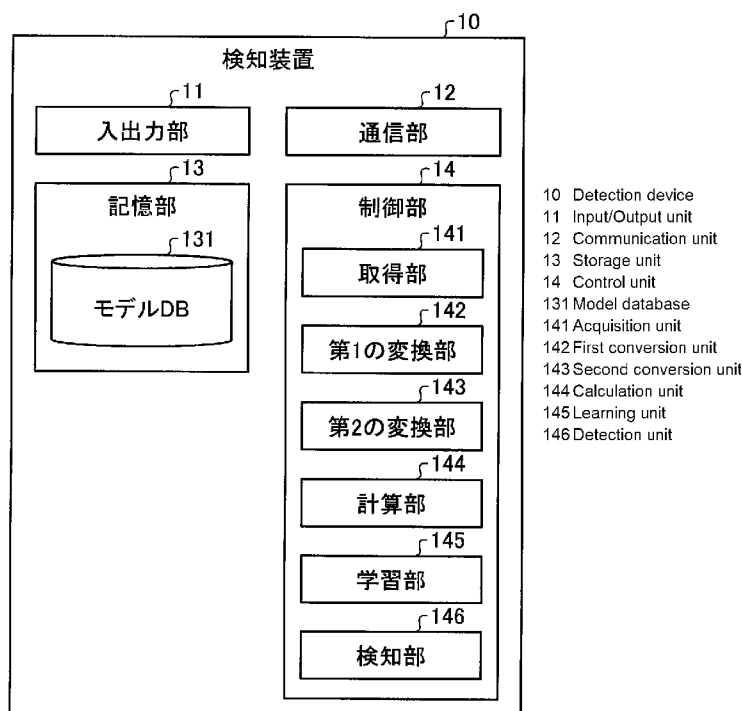 10
検知装置
11
入出力部
12
通信部
13
記憶部
131
モデルDB
14
制御部
141
取得部
142
第1の変換部
143
第2の変換部
144
計算部
145
学習部
146
検知部
10 Detection device
11 Input/Output unit
12 Communication unit
13 Storage unit
14 Control unit
131 Model database
141 Acquisition unit
142 First conversion unit
143 Second conversion unit
144 Calculation unit
145 Learning unit
146 Detection unit